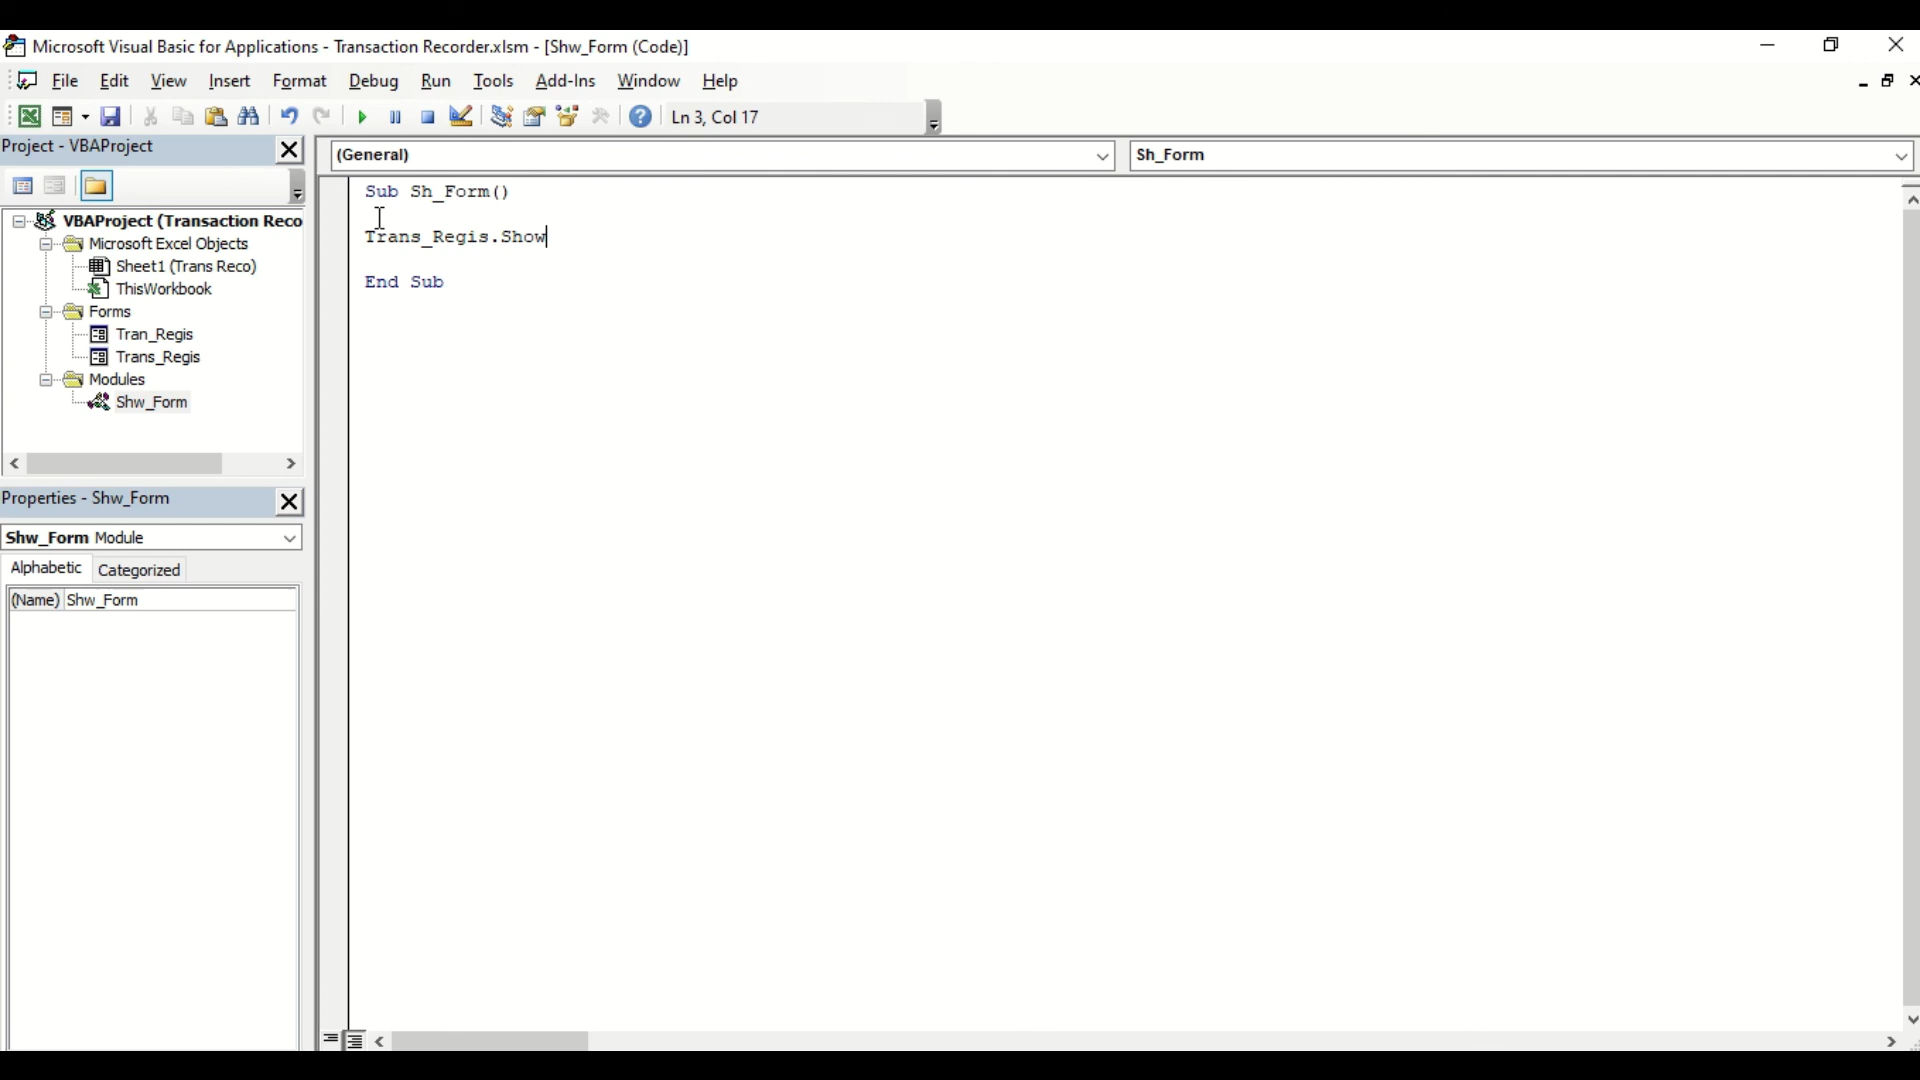 Microsoft Visual Basic for Applications - Transaction Recorder.xlsm - [Shw_Form (Code)]
File Edit View Insert Format Debug Run Tools Add-Ins Window Help
Ln 3, Col 17
Project - VBAProject
(General)
Sh_Form
VBAProject (Transaction Reco
Microsoft Excel Objects
Sheet1 (Trans Reco)
ThisWorkbook
Forms
Tran_Regis
Trans_Regis
Modules
Shw_Form
Properties - Shw_Form
Shw_Form Module
Alphabetic Categorized
(Name) Shw_Form
Sub Sh_Form()
Trans_Regis.Show
End Sub